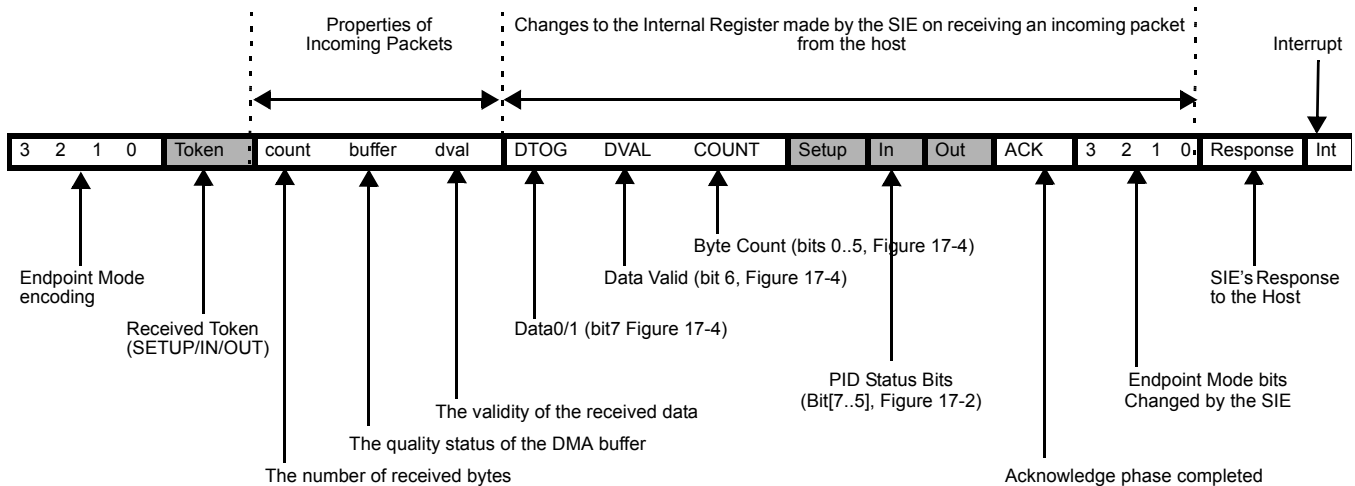 Properties of
Incoming Packets
Changes to the Internal Register made by the SIE on receiving an incoming packet
from the host
Interrupt
3 2 1 0 Token count buffer dval DTOG DVAL COUNT Setup In Out ACK 3 2 1 0 Response Int
Byte Count (bits 0..5, Figure 17-4)
Endpoint Mode
encoding
Data Valid (bit 6, Figure 17-4)
SIE's Response
to the Host
Received Token
(SETUP/IN/OUT)
Data0/1 (bit7 Figure 17-4)
PID Status Bits
(Bit[7..5], Figure 17-2)
Endpoint Mode bits
Changed by the SIE
The validity of the received data
The quality status of the DMA buffer
The number of received bytes
Acknowledge phase completed